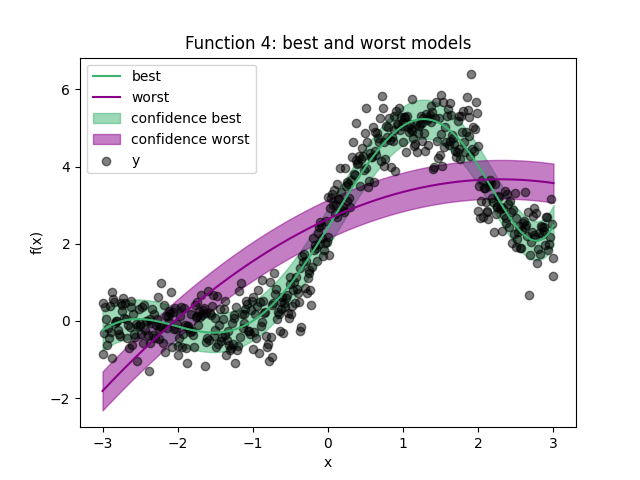 Function 4: best and worst models
best
worst
confidence best
confidence worst
y
f(x)
6
4
2
0
−2
−3
−2
−1
0
1
2
3
x